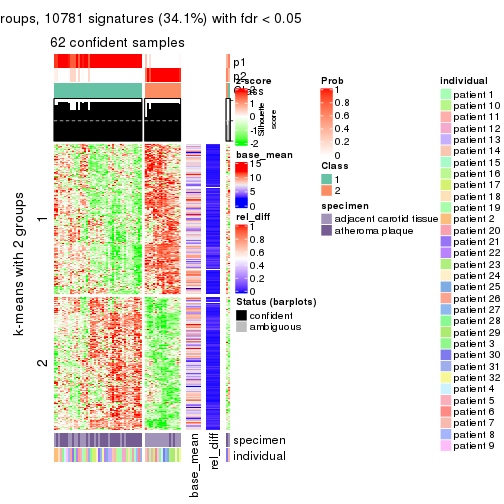 roups, 10781 signatures (34.1%) with fdr < 0.05
62 confident samples
p1
p2
Class
Silhouette
score
k-means with 2 groups
1
2
specimen
individual
base_mean
rel_diff
z-score
2
1
0
-1
-2
base_mean
15
10
5
0
rel_diff
1
0.8
0.6
0.4
0.2
0
Status (barplots)
confident
ambiguous
Prob
1
0.8
0.6
0.4
0.2
0
Class
1
2
specimen
adjacent carotid tissue
atheroma plaque
individual
patient 1
patient 10
patient 11
patient 12
patient 13
patient 14
patient 15
patient 16
patient 17
patient 18
patient 19
patient 2
patient 20
patient 21
patient 22
patient 23
patient 24
patient 25
patient 26
patient 27
patient 28
patient 29
patient 3
patient 30
patient 31
patient 32
patient 4
patient 5
patient 6
patient 7
patient 8
patient 9